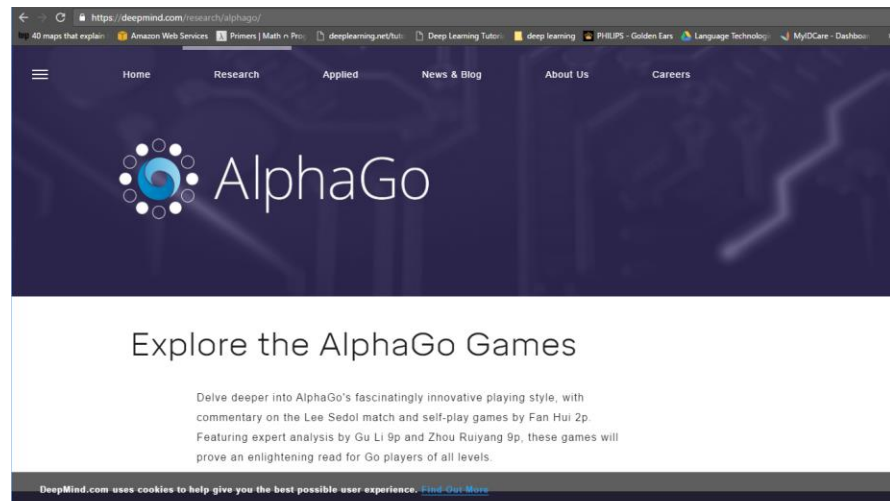 https://deepmind.com/research/alphago/
40 maps that explain Amazon Web Services Primers | Math ∩ Pro deeplearning.net/tuto Deep Learning Tutori deep learning PHILIPS - Golden Ears Language Technolog MyIDCare - Dashboar
Home Research Applied News & Blog About Us Careers
AlphaGo
Explore the AlphaGo Games
Delve deeper into AlphaGo's fascinatingly innovative playing style, with
commentary on the Lee Sedol match and self-play games by Fan Hui 2p.
Featuring expert analysis by Gu Li 9p and Zhou Ruiyang 9p, these games will
prove an enlightening read for Go players of all levels.
DeepMind.com uses cookies to help give you the best possible user experience. Find Out More